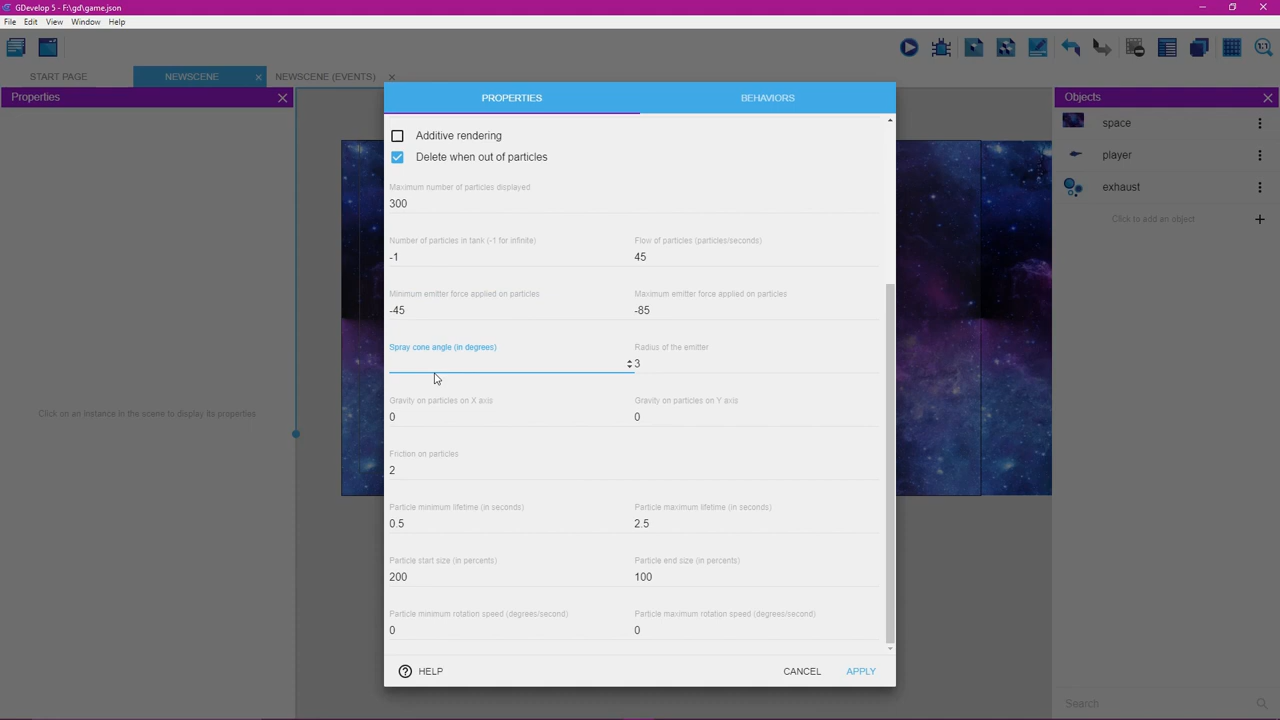 GDevelop 5 - F:\gd\game.json
File Edit View Window Help
START PAGE NEWSCENE NEWSCENE (EVENTS)
Properties
PROPERTIES BEHAVIORS
Objects
Additive rendering
space
Delete when out of particles
player
Maximum number of particles displayed
300
exhaust
Click to add an object
Number of particles in tank (-1 for infinite) Flow of particles (particles/seconds)
-1 45
Minimum emitter force applied on particles Maximum emitter force applied on particles
-45 -85
Spray cone angle (in degrees) Radius of the emitter
3
Gravity on particles on X axis Gravity on particles on Y axis
0 0
Click on an instance in the scene to display its properties
Friction on particles
2
Particle minimum lifetime (in seconds) Particle maximum lifetime (in seconds)
0.5 2.5
Particle start size (in percents) Particle end size (in percents)
200 100
Particle minimum rotation speed (degrees/second) Particle maximum rotation speed (degrees/second)
0 0
HELP CANCEL APPLY
Search